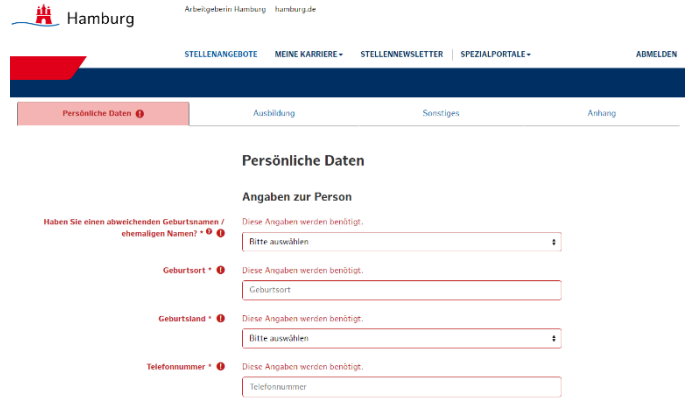 Hamburg
Arbeitgeberin Hamburg hamburg.de
STELLENANGEBOTE MEINE KARRIERE STELLENNEWSLETTER SPEZIALPORTALE ABMELDEN
Persönliche Daten Ausbildung Sonstiges Anhang
Persönliche Daten
Angaben zur Person
Haben Sie einen abweichenden Geburtsnamen /
ehemaligen Namen? *
Diese Angaben werden benötigt.
Bitte auswählen
Geburtsort *
Diese Angaben werden benötigt.
Geburtsort
Geburtsland *
Diese Angaben werden benötigt.
Bitte auswählen
Telefonnummer *
Diese Angaben werden benötigt.
Telefonnummer